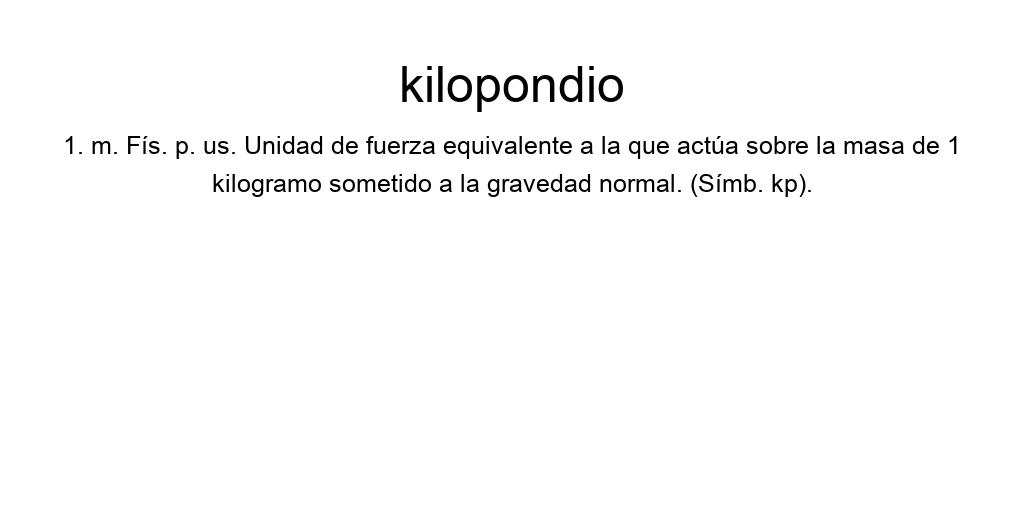 kilopondio
1. m. Fís. p. us. Unidad de fuerza equivalente a la que actúa sobre la masa de 1
kilogramo sometido a la gravedad normal. (Símb. kp).